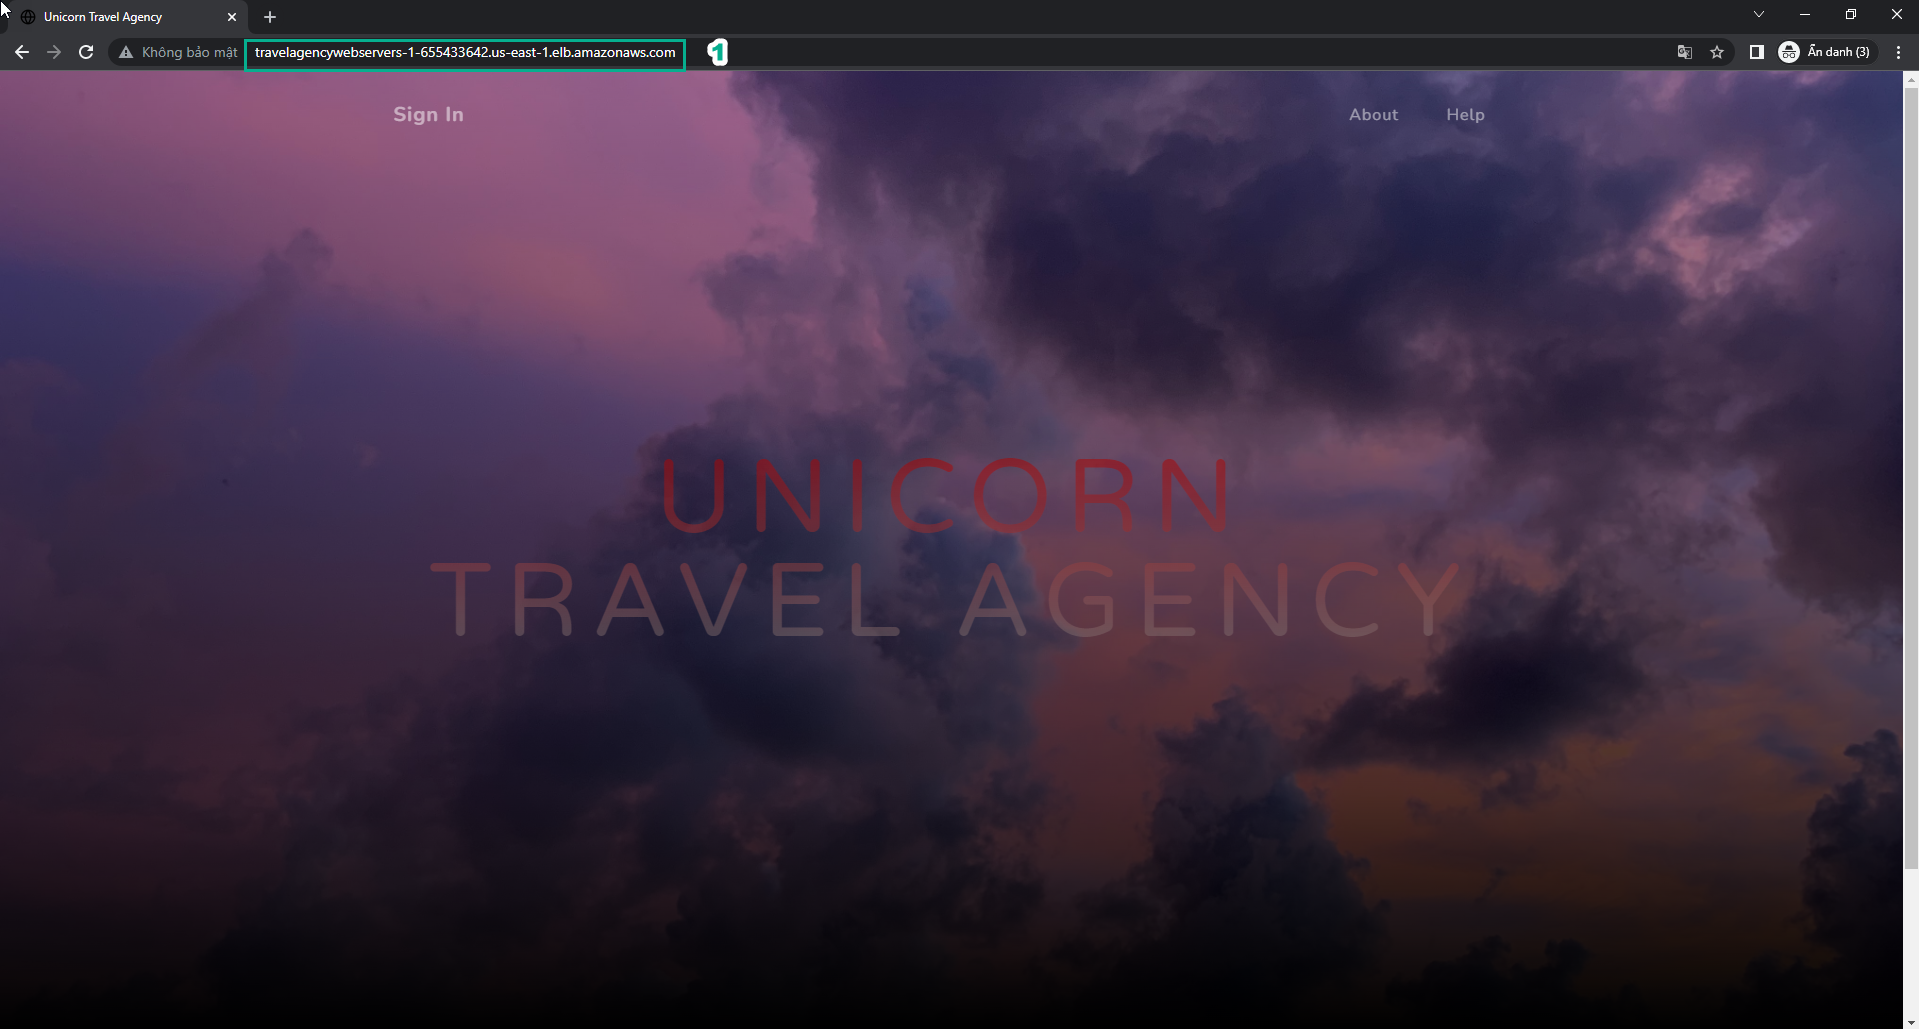 Unicorn Travel Agency
Không bảo mật travelagencywebservers-1-655433642.us-east-1.elb.amazonaws.com 1 Ẩn danh (3)
Sign In About Help
UNICORN
TRAVEL AGENCY